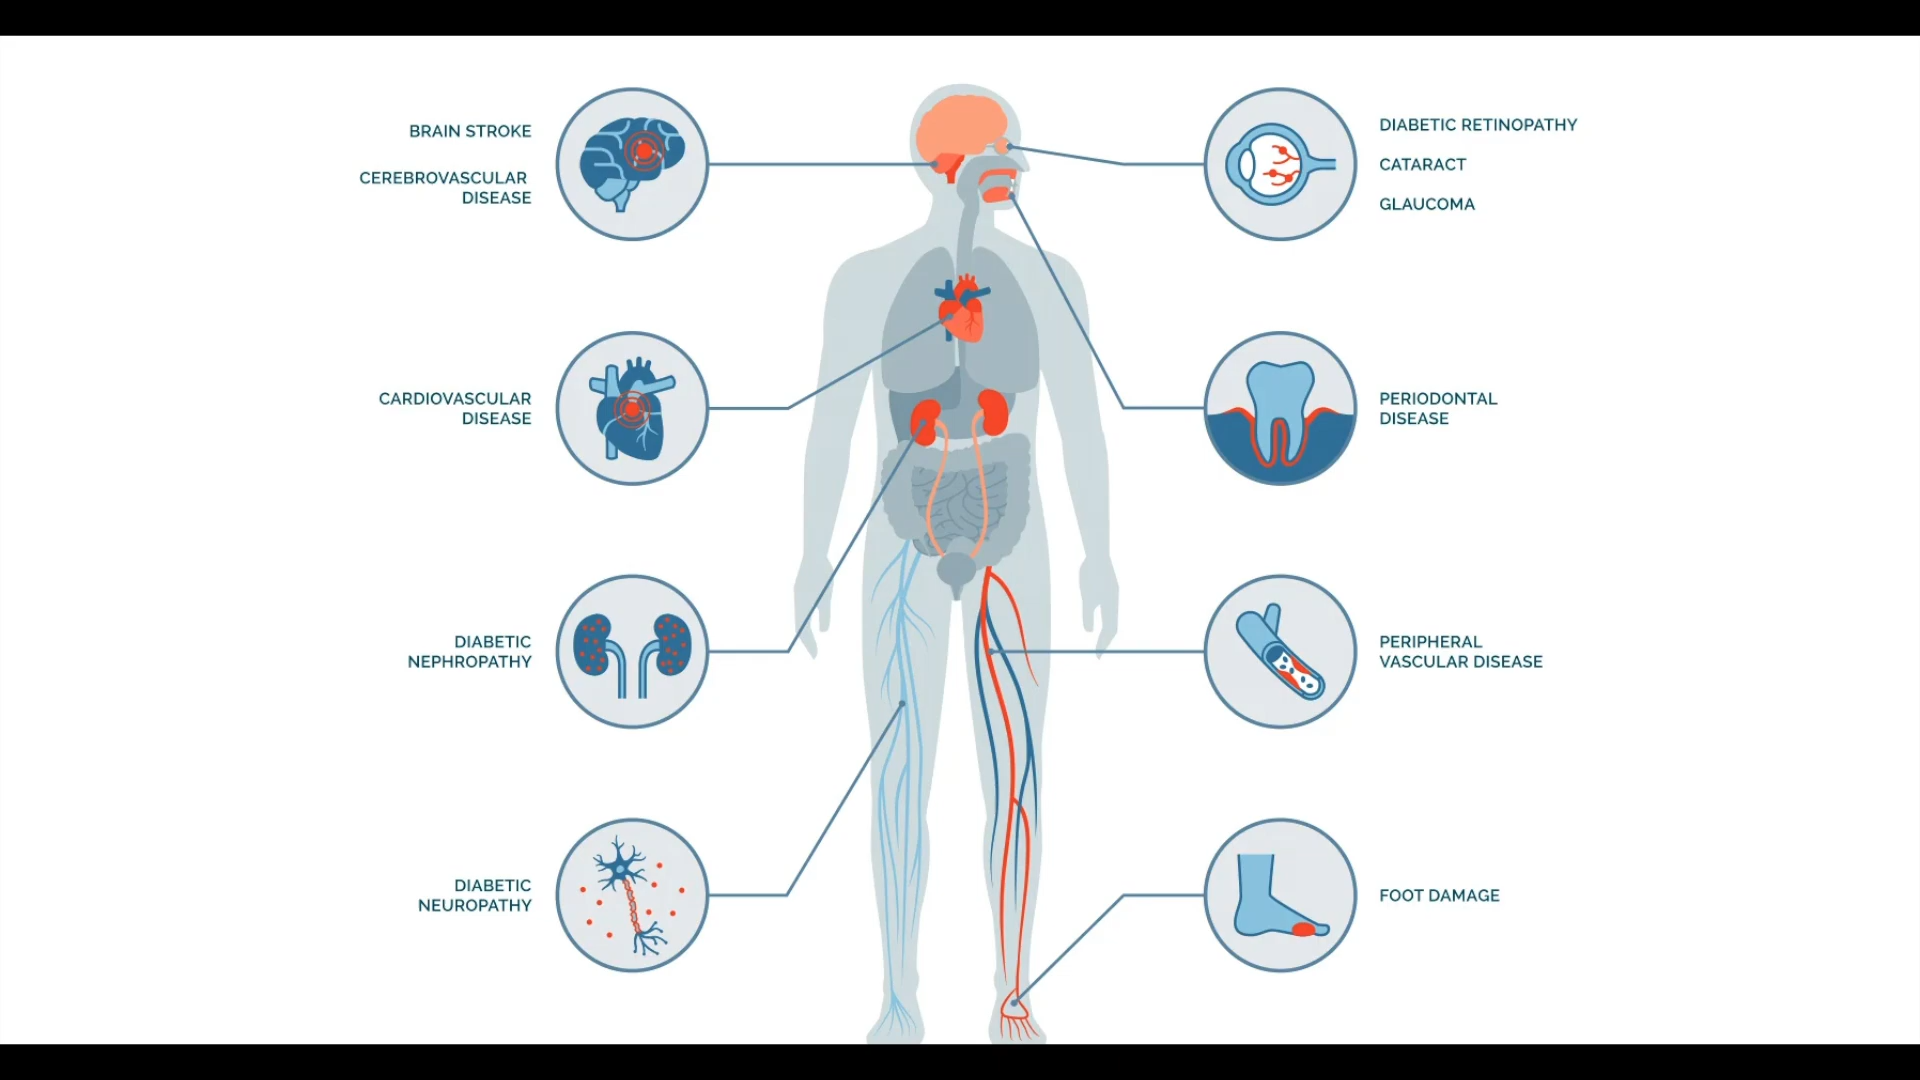 BRAIN STROKE
CEREBROVASCULAR
DISEASE
CARDIOVASCULAR
DISEASE
DIABETIC
NEPHROPATHY
DIABETIC
NEUROPATHY
DIABETIC RETINOPATHY
CATARACT
GLAUCOMA
PERIODONTAL
DISEASE
PERIPHERAL
VASCULAR DISEASE
FOOT DAMAGE